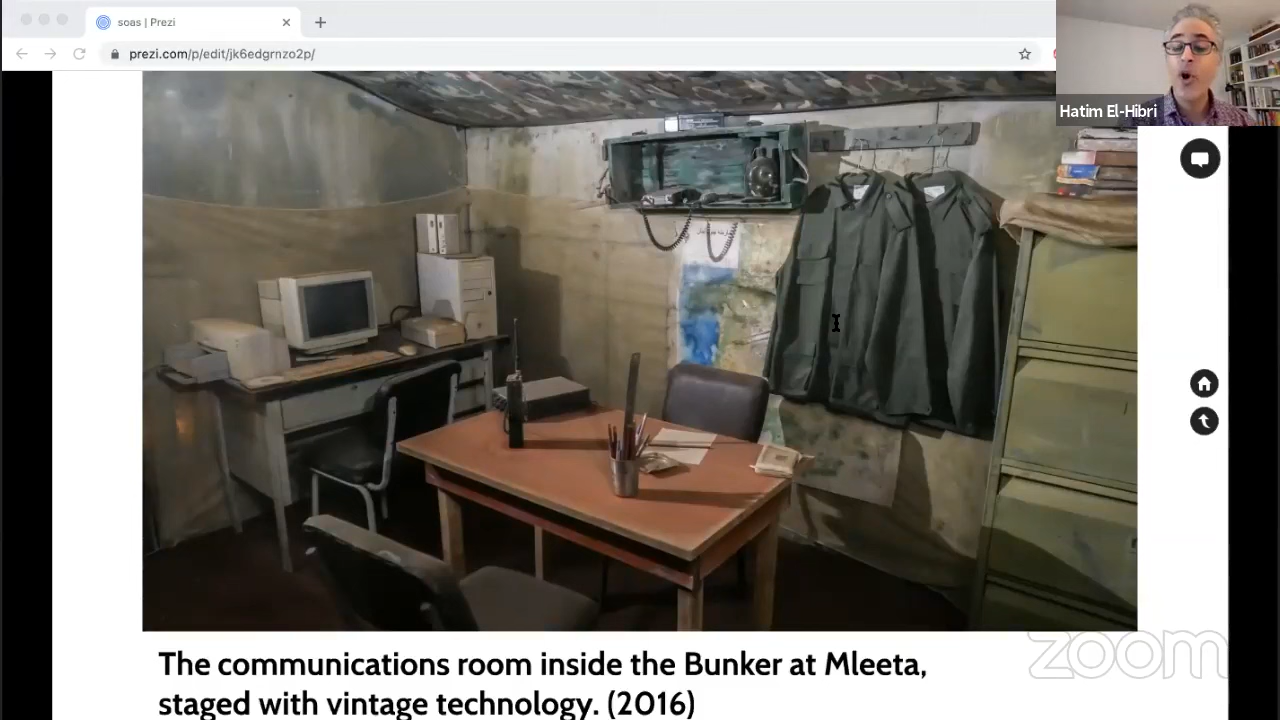 soas | Prezi
prezi.com/p/edit/jk6edgrnzo2p/
Hatim El-Hibri
The communications room inside the Bunker at Mleeta,
staged with vintage technology. (2016)
zoom